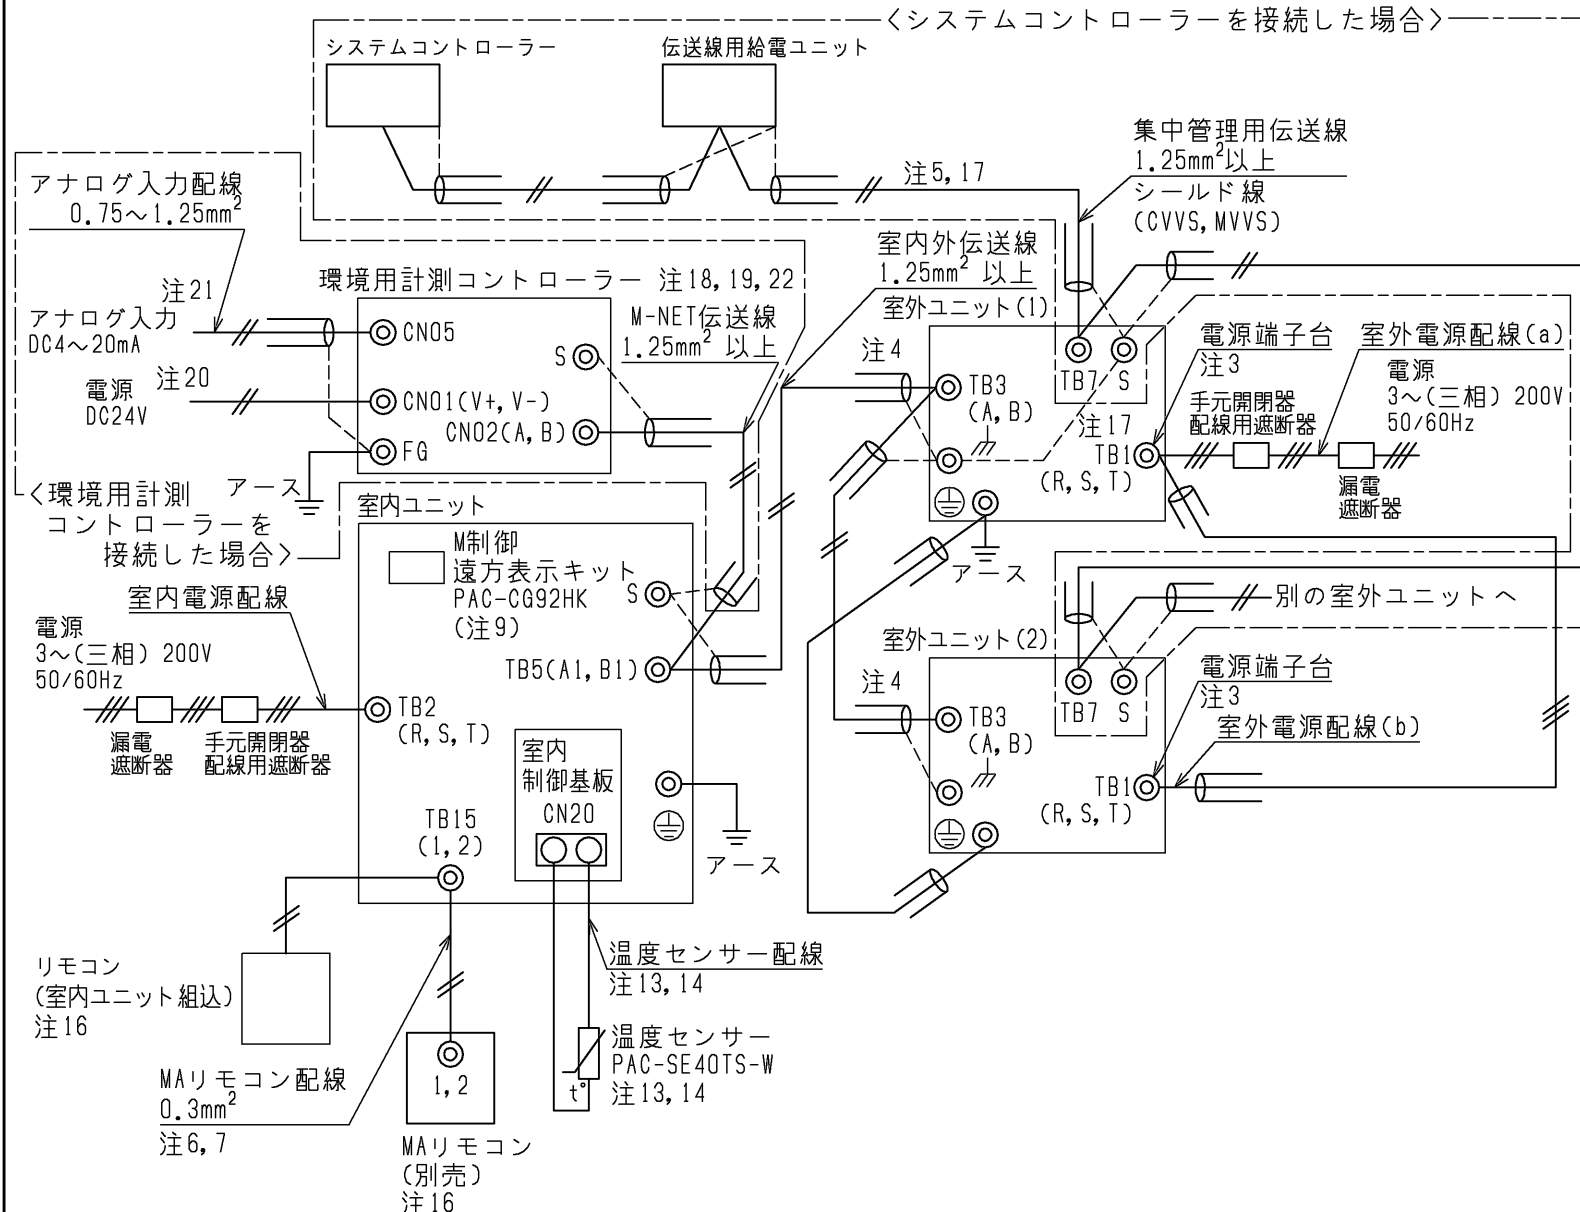 〈システムコントローラーを接続した場合〉
システムコントローラー
伝送線用給電ユニット
集中管理用伝送線
1.25mm²以上
シールド線
(CVVS,MVVS)
注5,17
アナログ入力配線
0.75～1.25mm²
注21
アナログ入力
DC4～20mA
注20
電源
DC24V
環境用計測コントローラー 注18,19,22
CN05
S
CN01(V+,V-)
CN02(A,B)
FG
アース
M-NET伝送線
1.25mm² 以上
〈環境用計測
コントローラーを
接続した場合〉
室内外伝送線
1.25mm² 以上
室外ユニット(1)
注4
TB3
(A,B)
TB7
S
注17
TB1
(R,S,T)
アース
電源端子台
注3
室外電源配線(a)
電源
3～(三相) 200V
50/60Hz
手元開閉器
配線用遮断器
漏電
遮断器
室内ユニット
M制御
遠方表示キット
PAC-CG92HK
(注9)
S
TB5(A1,B1)
室内電源配線
電源
3～(三相) 200V
50/60Hz
漏電
遮断器
手元開閉器
配線用遮断器
TB2
(R,S,T)
室内
制御基板
CN20
TB15
(1,2)
アース
別の室外ユニットへ
室外ユニット(2)
注4
TB3
(A,B)
TB7
S
TB1
(R,S,T)
電源端子台
注3
室外電源配線(b)
リモコン
(室内ユニット組込)
注16
MAリモコン配線
0.3mm²
注6,7
1,2
MAリモコン
(別売)
注16
温度センサー配線
注13,14
温度センサー
PAC-SE40TS-W
注13,14
t°